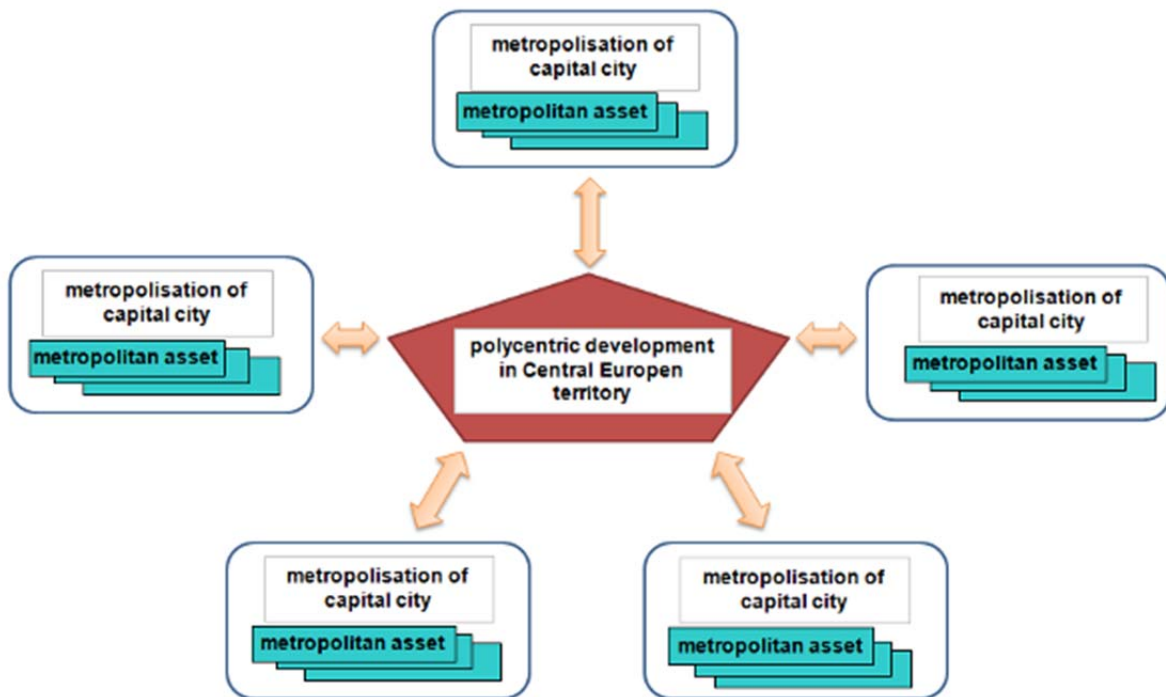 metropolisation of
capital city
metropolitan asset
metropolisation of
capital city
metropolitan asset
polycentric development
in Central Europen
territory
metropolisation of
capital city
metropolitan asset
metropolisation of
capital city
metropolitan asset
metropolisation of
capital city
metropolitan asset